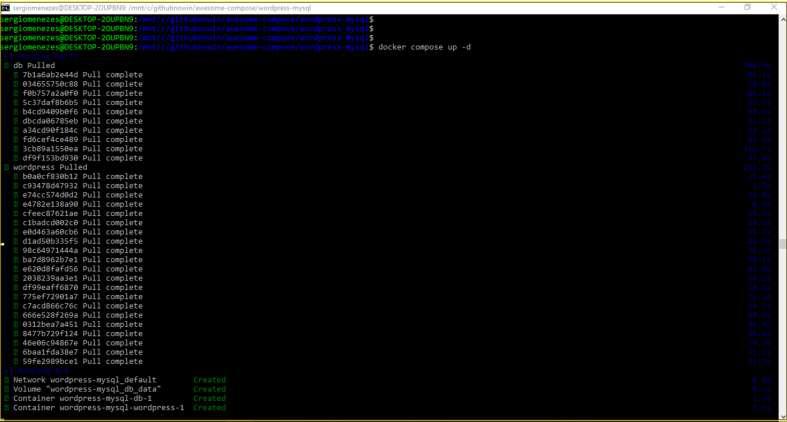 sergiomenezes@DESKTOP-2OUPBN9: /mnt/c/githubnowin/awesome-compose/wordpress-mysql
sergiomenezes@DESKTOP-2OUPBN9:/mnt/c/githubnowin/awesome-compose/wordpress-mysql$
sergiomenezes@DESKTOP-2OUPBN9:/mnt/c/githubnowin/awesome-compose/wordpress-mysql$
sergiomenezes@DESKTOP-2OUPBN9:/mnt/c/githubnowin/awesome-compose/wordpress-mysql$
sergiomenezes@DESKTOP-2OUPBN9:/mnt/c/githubnowin/awesome-compose/wordpress-mysql$ docker compose up -d
db Pulled
7b1a6ab2e44d Pull complete
034655750c88 Pull complete
f0b757a2a0f0 Pull complete
5c37daf8b6b5 Pull complete
b4cd9409b0f6 Pull complete
dbcda06785eb Pull complete
a34cd90f184c Pull complete
fd6cef4ce489 Pull complete
3cb89a1550ea Pull complete
df9f153bd930 Pull complete
wordpress Pulled
b0a0cf830b12 Pull complete
c93478d47932 Pull complete
e74cc574d0d2 Pull complete
e4782e138a90 Pull complete
cfeec87621ae Pull complete
c1badcd002c0 Pull complete
e0d463a60cb6 Pull complete
d1ad50b335f5 Pull complete
98c64971444a Pull complete
ba7d8962b7e1 Pull complete
e620d8fafd56 Pull complete
2038239aa3e1 Pull complete
df99eaff6870 Pull complete
775ef72901a7 Pull complete
c7acd866c76c Pull complete
666e528f269a Pull complete
0312bea7a451 Pull complete
8477b729f124 Pull complete
46e06c94867e Pull complete
6baa1fda38e7 Pull complete
59fe2989bce1 Pull complete
Network wordpress-mysql_default Created
Volume "wordpress-mysql_db_data" Created
Container wordpress-mysql-db-1 Created
Container wordpress-mysql-wordpress-1 Created